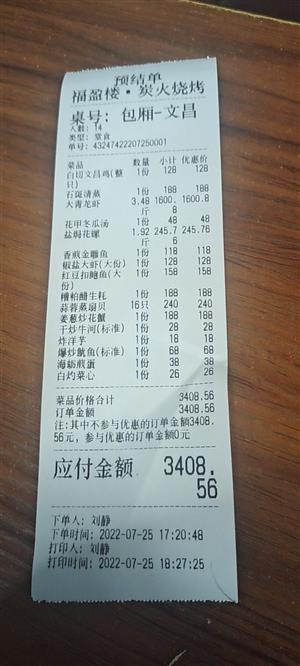 预结单
福盈楼·炭火烧烤
桌号: 包厢-文昌
人数: 14
类型: 堂食
单号: 43247422207250001
菜品 数量 小计 优惠价
白切文昌鸡(整 1份 128 128
只)
石斑清蒸 1份 188 188
大青龙虾 3.48 1600. 1600.8
斤 8
花甲冬瓜汤 1份 48 48
盐焗花螺 1.92 245.7 245.76
斤 6
香煎金雕鱼 1份 118 118
椒盐大虾(大份) 1份 128 128
红豆扣鲍鱼(大 1份 158 158
份)
糟粕醋生蚝 1份 188 188
蒜蓉蒸扇贝 16只 240 240
姜葱炒花蟹 1份 188 188
干炒牛河(标准) 1份 28 28
炸洋芋 1份 18 18
爆炒鱿鱼(标准) 1份 68 68
海蛎煎蛋 1份 38 38
白灼菜心 1份 26 26
菜品价格合计 3408.56
订单金额 3408.56
注:其中不参与优惠的订单金额3408.
56元, 参与优惠的订单金额0元
应付金额 3408.
56
下单人: 刘静
下单时间: 2022-07-25 17:20:48
打印人: 刘静
打印时间: 2022-07-25 18:27:25